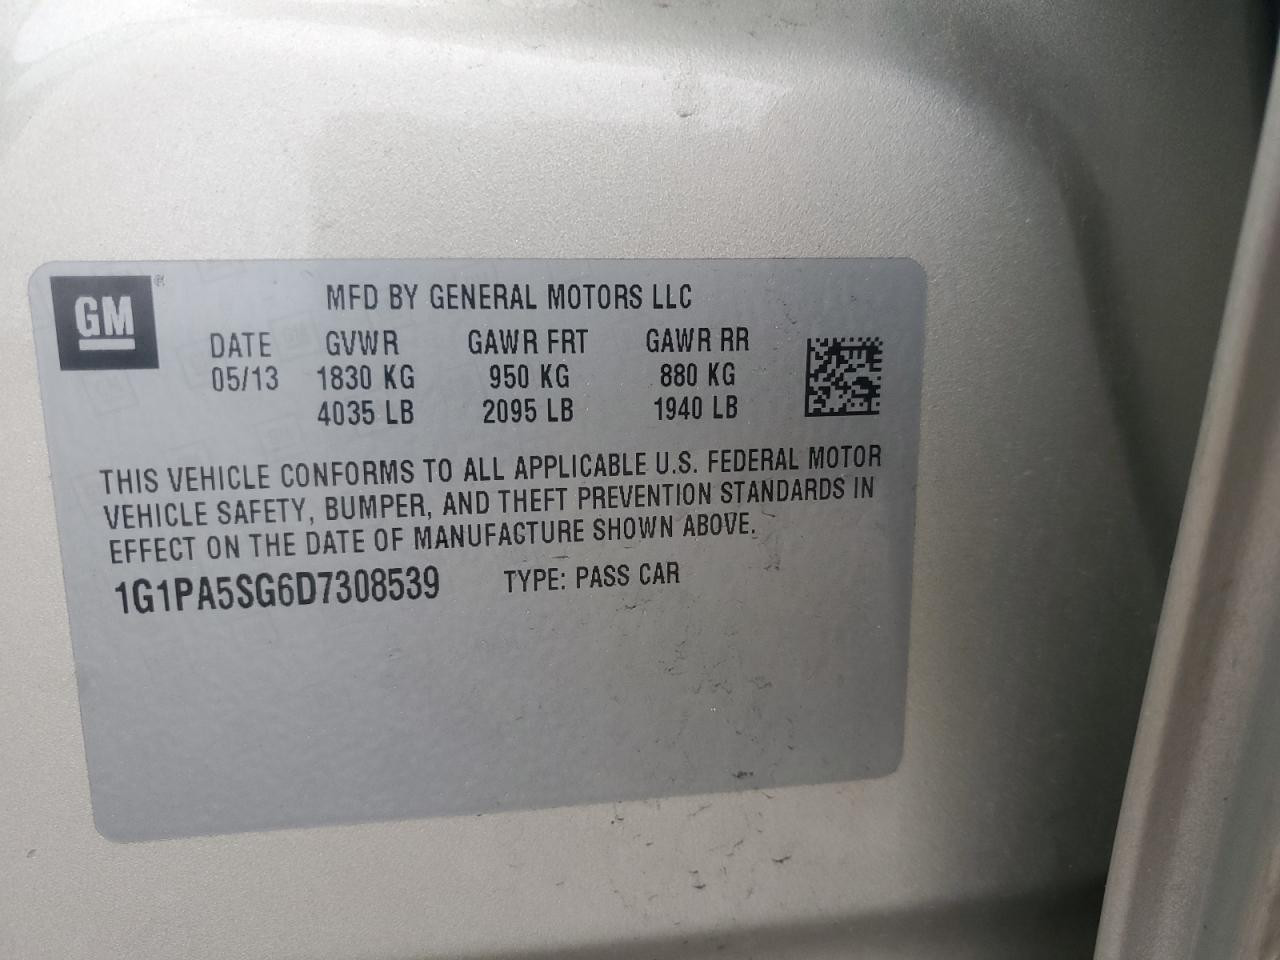 GM®
MFD BY GENERAL MOTORS LLC
DATE GVWR GAWR FRT GAWR RR
05/13 1830 KG 950 KG 880 KG
4035 LB 2095 LB 1940 LB
THIS VEHICLE CONFORMS TO ALL APPLICABLE U.S. FEDERAL MOTOR
VEHICLE SAFETY, BUMPER, AND THEFT PREVENTION STANDARDS IN
EFFECT ON THE DATE OF MANUFACTURE SHOWN ABOVE.
1G1PA5SG6D7308539 TYPE: PASS CAR